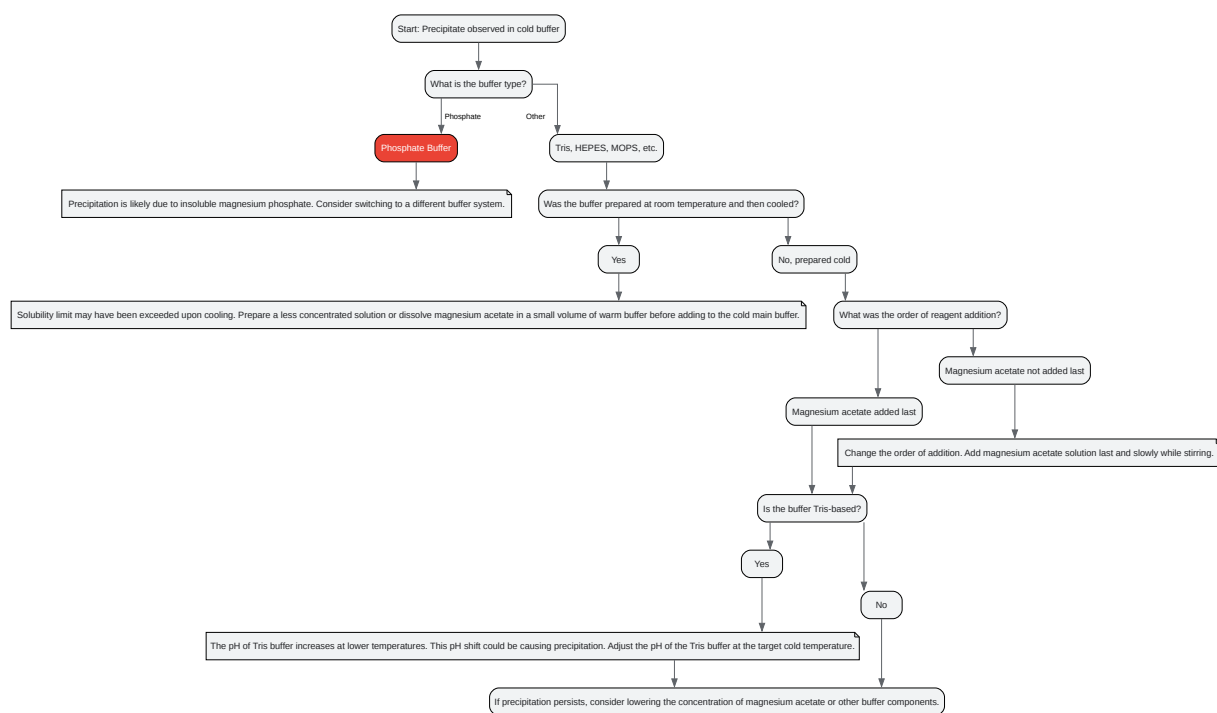 Start: Precipitate observed in cold buffer
What is the buffer type?
Phosphate
Other
Phosphate Buffer
Tris, HEPES, MOPS, etc.
Precipitation is likely due to insoluble magnesium phosphate. Consider switching to a different buffer system.
Was the buffer prepared at room temperature and then cooled?
Yes
No, prepared cold
Solubility limit may have been exceeded upon cooling. Prepare a less concentrated solution or dissolve magnesium acetate in a small volume of warm buffer before adding to the cold main buffer.
What was the order of reagent addition?
Magnesium acetate not added last
Magnesium acetate added last
Change the order of addition. Add magnesium acetate solution last and slowly while stirring.
Is the buffer Tris-based?
Yes
No
The pH of Tris buffer increases at lower temperatures. This pH shift could be causing precipitation. Adjust the pH of the Tris buffer at the target cold temperature.
If precipitation persists, consider lowering the concentration of magnesium acetate or other buffer components.